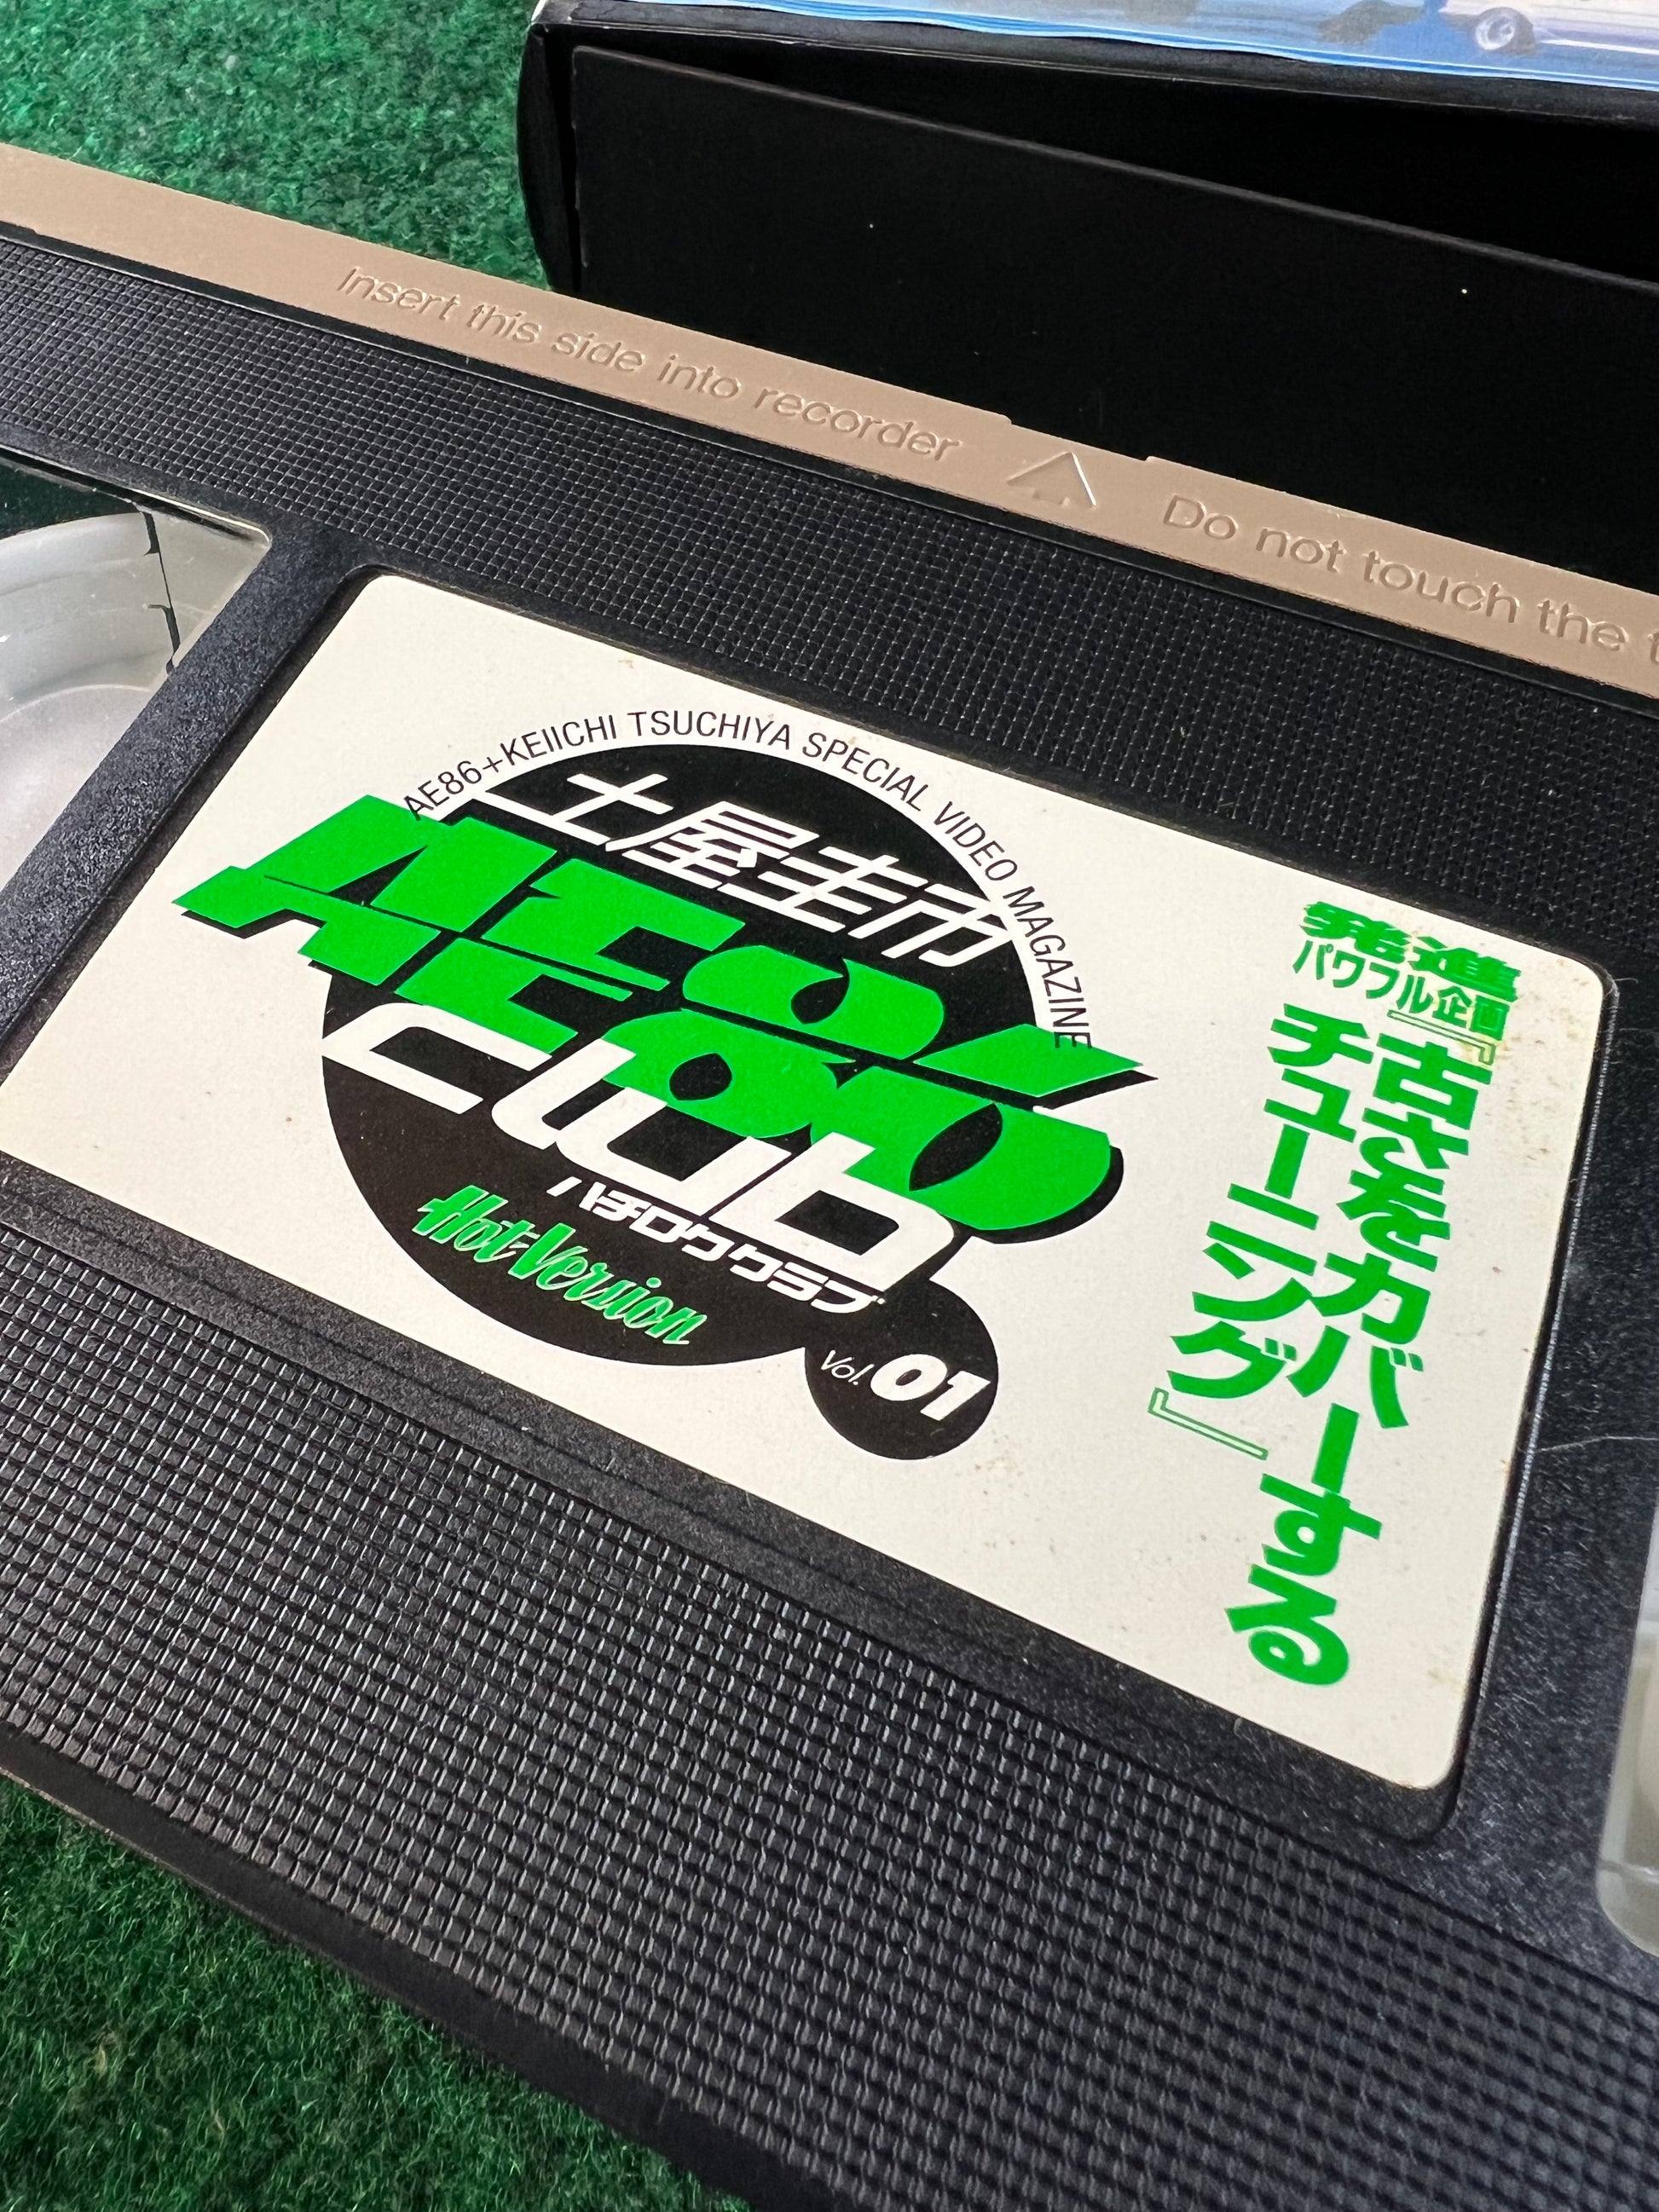 Insert this side into recorder
Do not touch the
AE86+KEIICHI TSUCHIYA SPECIAL VIDEO MAGAZINE
土屋圭市
AE86
club
ハチロククラブ
Hot Version
Vol.01
発進
パワフル企画
『古さをカバーする
チューニング』